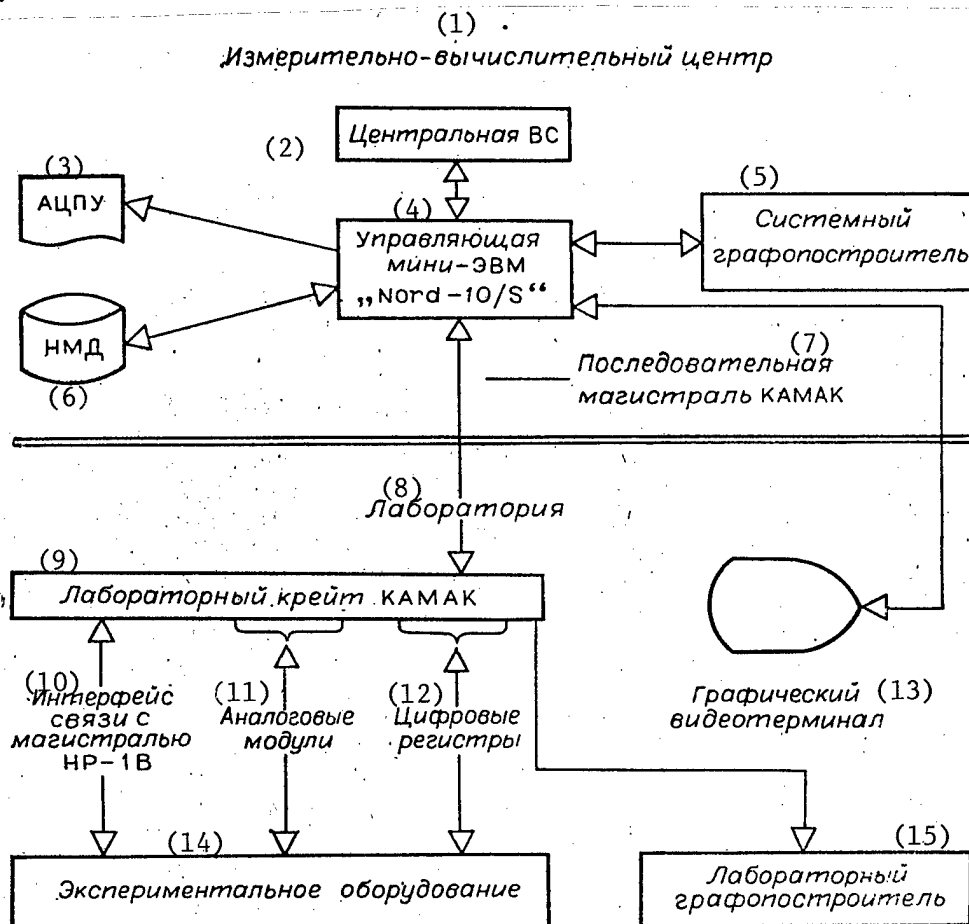 (1)
Измерительно-вычислительный центр
(2)
Центральная ВС
(3)
АЦПУ
(4)
Управляющая
мини-ЭВМ
„Nord-10/S“
(5)
Системный
графопостроитель
НМД
(6)
(7)
Последовательная
магистраль КАМАК
(8)
Лаборатория
(9)
Лабораторный крейт КАМАК
(10)
Интерфейс
связи с
магистралью
HP-1B
(11)
Аналоговые
модули
(12)
Цифровые
регистры
Графический (13)
видеотерминал
(14)
Экспериментальное оборудование
(15)
Лабораторный
графопостроитель